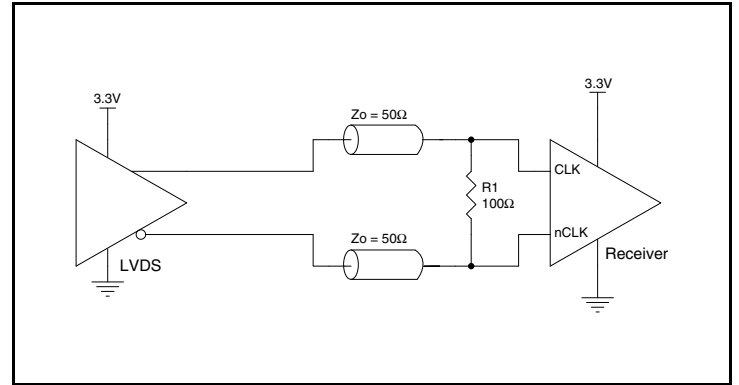 3.3V
3.3V
Zo = 50Ω
CLK
R1
100Ω
nCLK
Zo = 50Ω
LVDS
Receiver